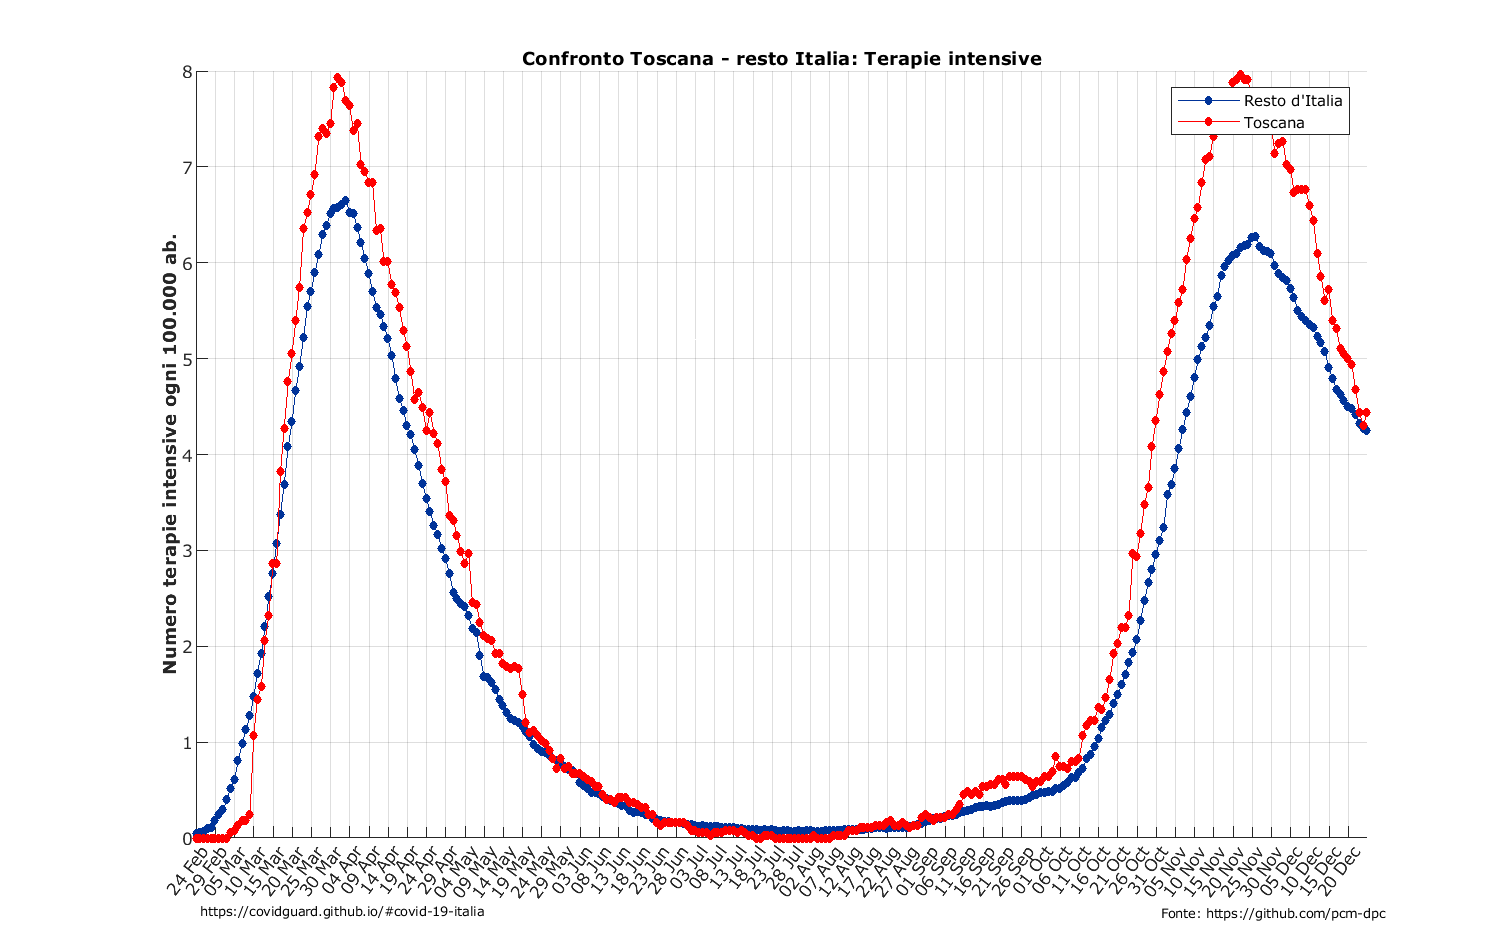 Confronto Toscana - resto Italia: Terapie intensive
Resto d'Italia
Toscana
Numero terapie intensive ogni 100.000 ab.
8
7
6
5
4
3
2
1
0
24 Feb
29 Feb
05 Mar
10 Mar
15 Mar
20 Mar
25 Mar
30 Mar
04 Apr
09 Apr
14 Apr
19 Apr
24 Apr
29 Apr
04 May
09 May
14 May
19 May
24 May
29 May
03 Jun
08 Jun
13 Jun
18 Jun
23 Jun
28 Jun
03 Jul
08 Jul
13 Jul
18 Jul
23 Jul
28 Jul
02 Aug
07 Aug
12 Aug
17 Aug
22 Aug
27 Aug
01 Sep
06 Sep
11 Sep
16 Sep
21 Sep
26 Sep
01 Oct
06 Oct
11 Oct
16 Oct
21 Oct
26 Oct
31 Oct
05 Nov
10 Nov
15 Nov
20 Nov
25 Nov
30 Nov
05 Dec
10 Dec
15 Dec
20 Dec
https://covidguard.github.io/#covid-19-italia
Fonte: https://github.com/pcm-dpc